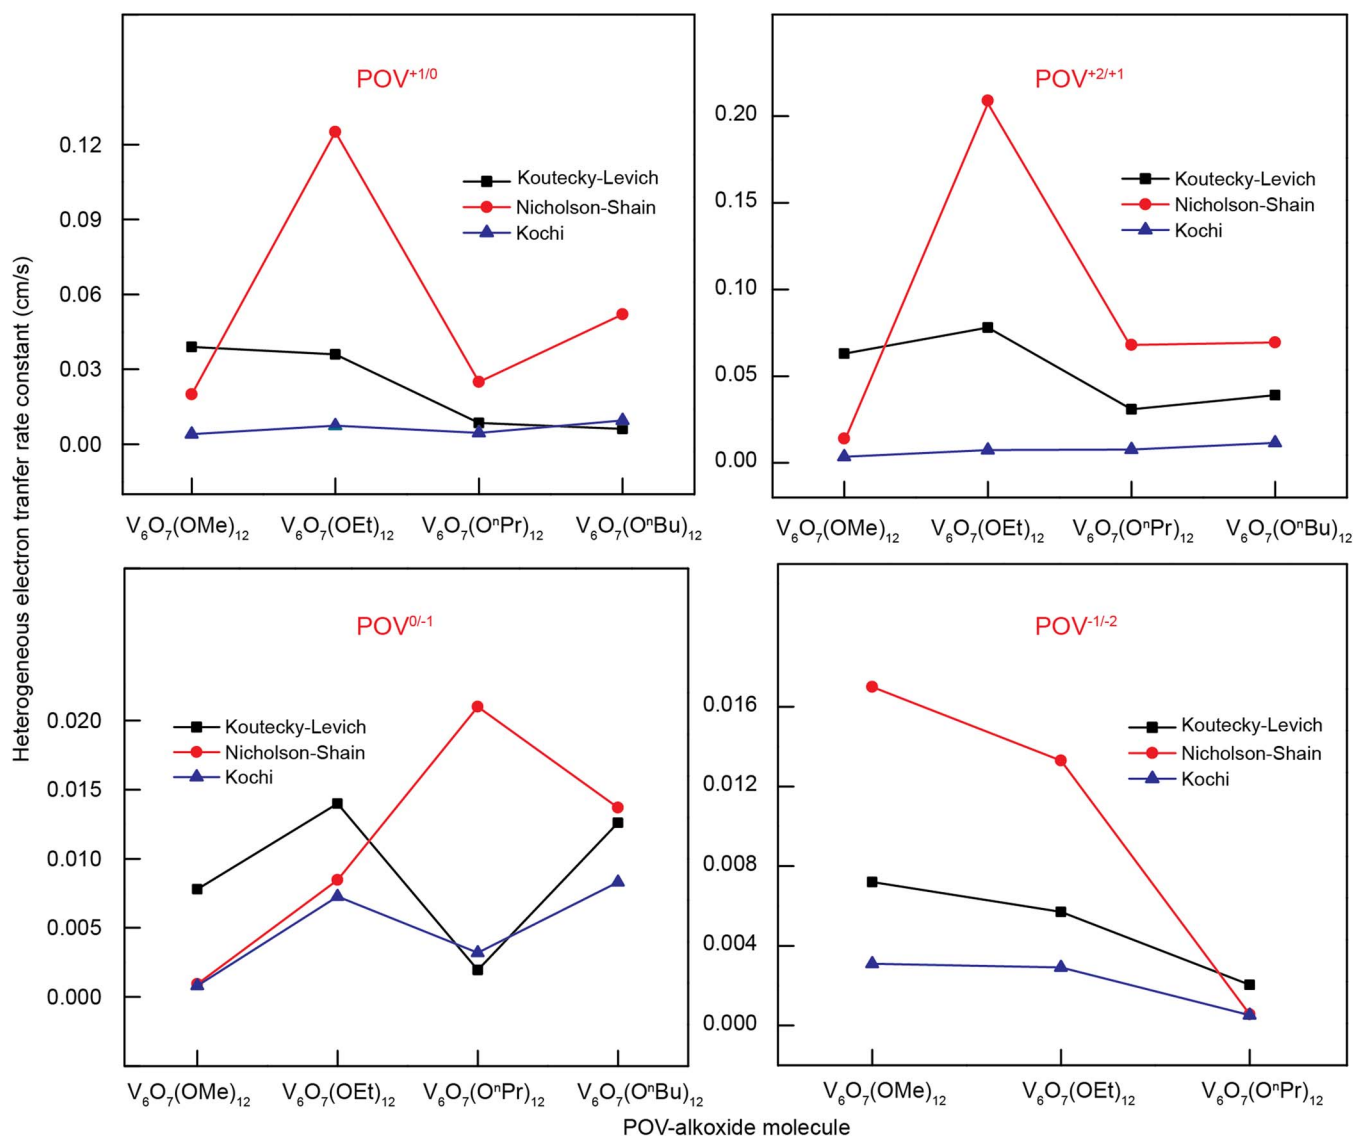 Heterogeneous electron tranfer rate constant (cm/s)
POV+1/0
0.12
0.09
0.06
0.03
0.00
Koutecky-Levich
Nicholson-Shain
Kochi
V6O7(OMe)12 V6O7(OEt)12 V6O7(OnPr)12 V6O7(OnBu)12
POV+2/+1
0.20
0.15
0.10
0.05
0.00
Koutecky-Levich
Nicholson-Shain
Kochi
V6O7(OMe)12 V6O7(OEt)12 V6O7(OnPr)12 V6O7(OnBu)12
POV0/-1
0.020
0.015
0.010
0.005
0.000
Koutecky-Levich
Nicholson-Shain
Kochi
V6O7(OMe)12 V6O7(OEt)12 V6O7(OnPr)12 V6O7(OnBu)12
POV-1/-2
0.016
0.012
0.008
0.004
0.000
Koutecky-Levich
Nicholson-Shain
Kochi
V6O7(OMe)12 V6O7(OEt)12 V6O7(OnPr)12
POV-alkoxide molecule